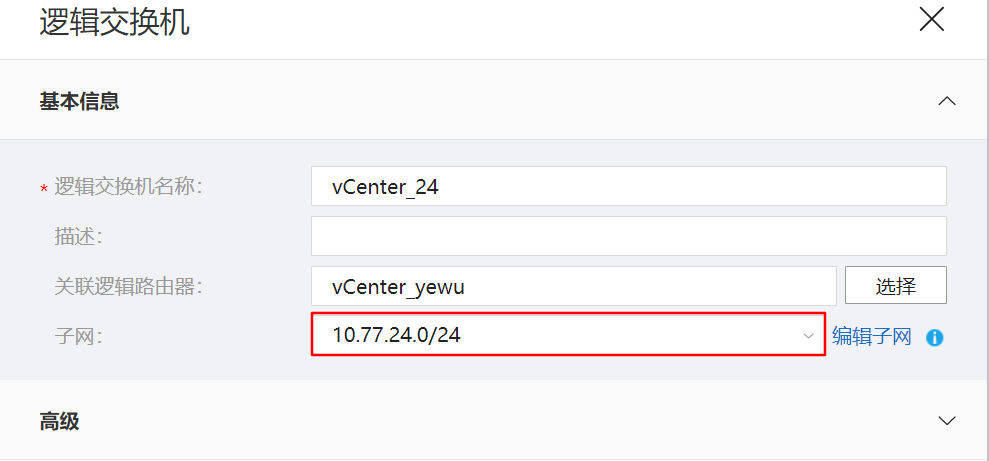 逻辑交换机
基本信息
* 逻辑交换机名称: vCenter_24
描述:
关联逻辑路由器: vCenter_yewu 选择
子网: 10.77.24.0/24 编辑子网
高级